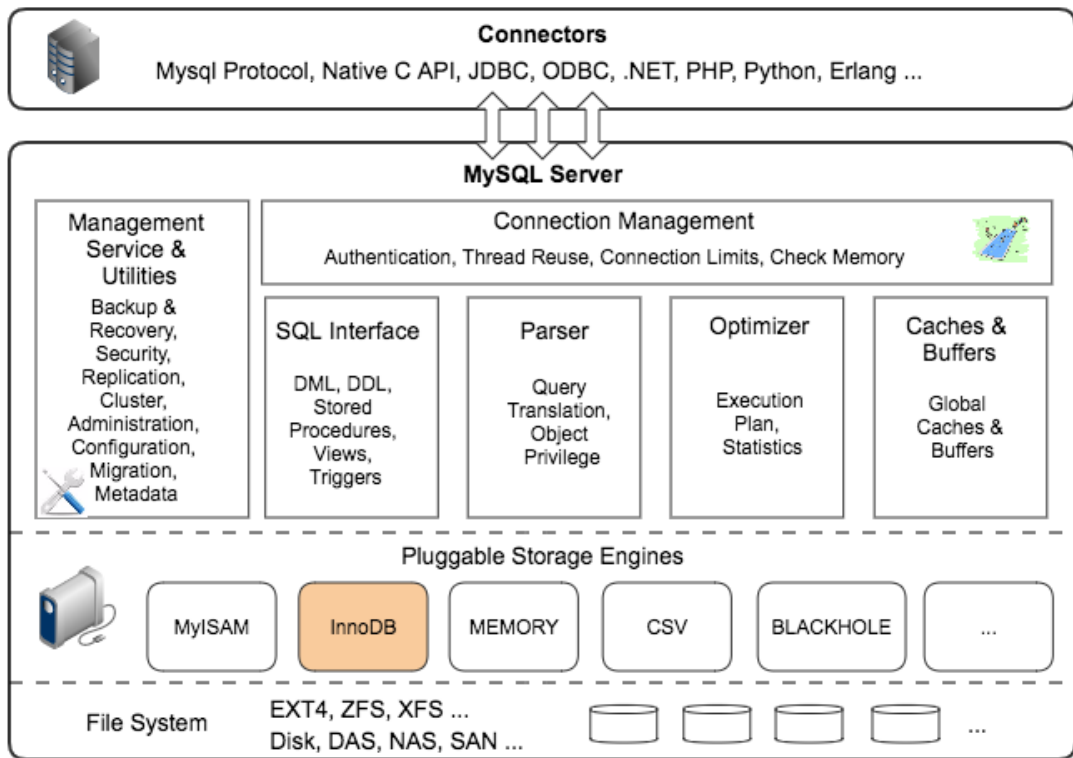 Connectors
Mysql Protocol, Native C API, JDBC, ODBC, .NET, PHP, Python, Erlang ...
MySQL Server
Management
Service &
Utilities
Backup &
Recovery,
Security,
Replication,
Cluster,
Administration,
Configuration,
Migration,
Metadata
Connection Management
Authentication, Thread Reuse, Connection Limits, Check Memory
SQL Interface
DML, DDL,
Stored
Procedures,
Views,
Triggers
Parser
Query
Translation,
Object
Privilege
Optimizer
Execution
Plan,
Statistics
Caches &
Buffers
Global
Caches &
Buffers
Pluggable Storage Engines
MyISAM
InnoDB
MEMORY
CSV
BLACKHOLE
...
File System
EXT4, ZFS, XFS ...
Disk, DAS, NAS, SAN ...
...